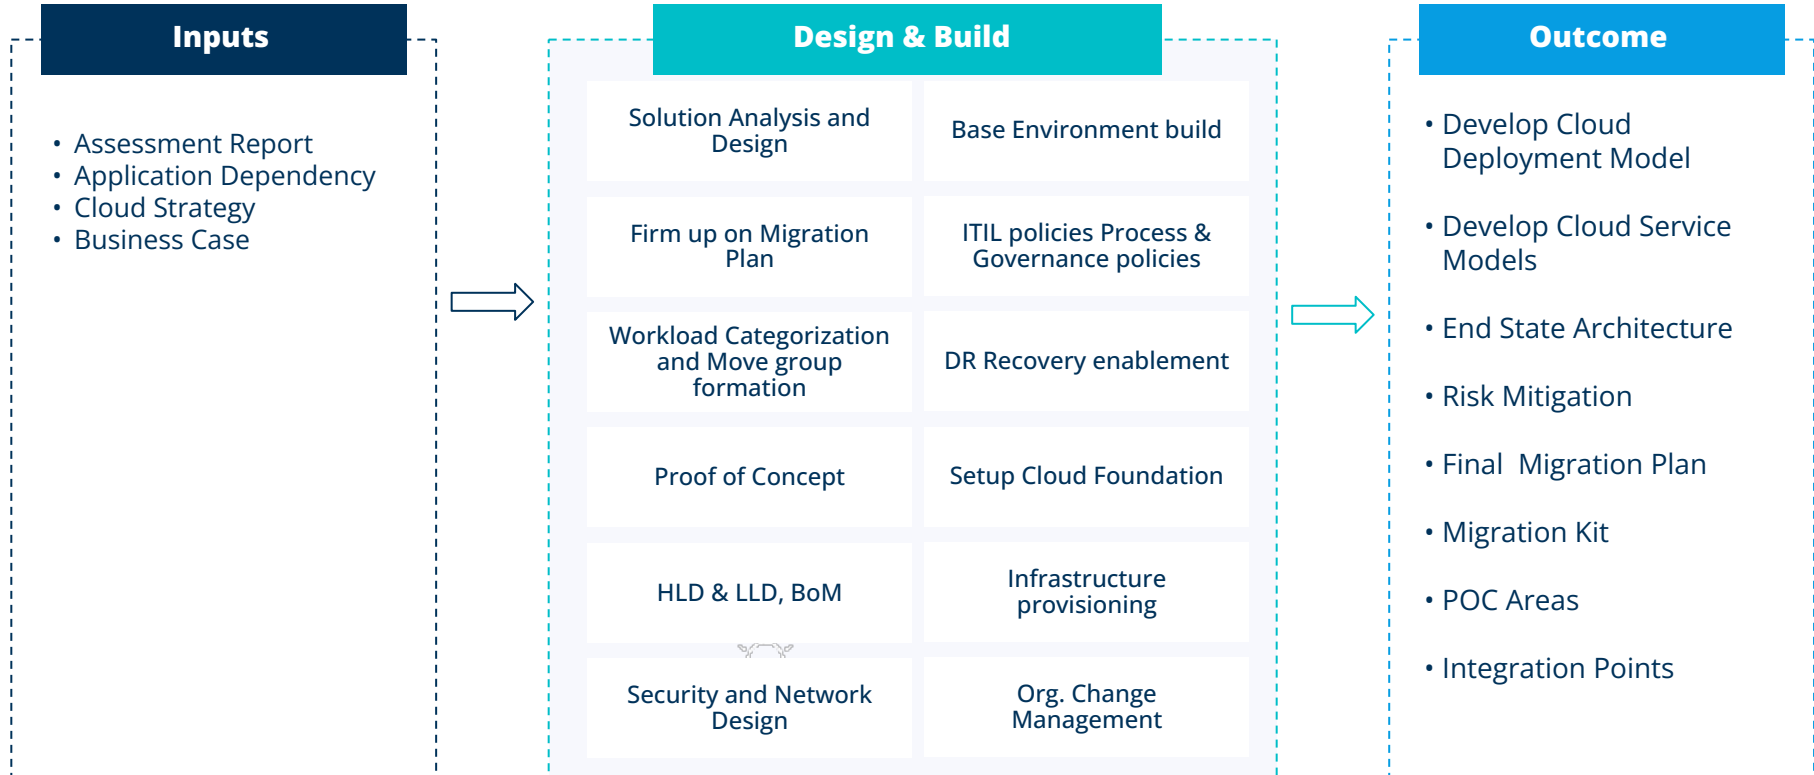 Inputs
• Assessment Report
• Application Dependency
• Cloud Strategy
• Business Case
Design & Build
Solution Analysis and
Design
Base Environment build
Firm up on Migration
Plan
ITIL policies Process &
Governance policies
Workload Categorization
and Move group
formation
DR Recovery enablement
Proof of Concept
Setup Cloud Foundation
HLD & LLD, BoM
Infrastructure
provisioning
Security and Network
Design
Org. Change
Management
Outcome
• Develop Cloud
Deployment Model
• Develop Cloud Service
Models
• End State Architecture
• Risk Mitigation
• Final  Migration Plan
• Migration Kit
• POC Areas
• Integration Points